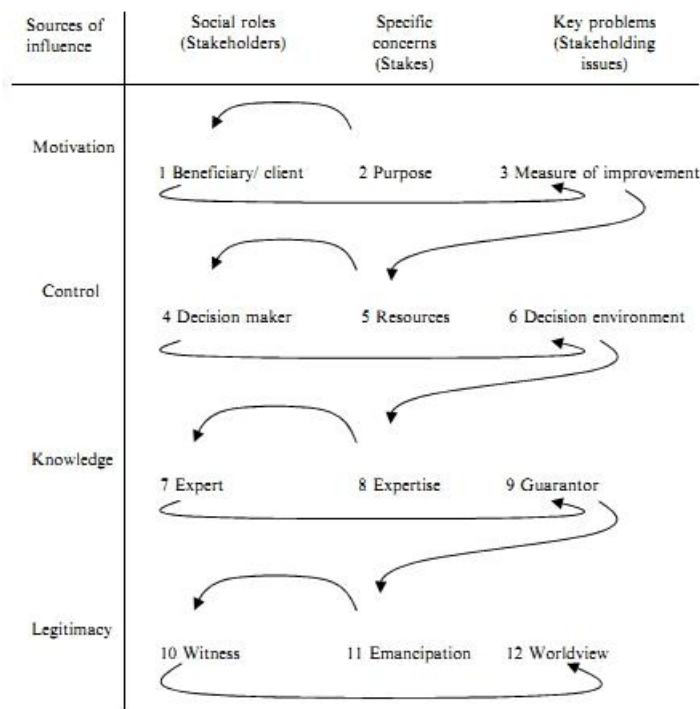 Sources of influence
Social roles (Stakeholders)
Specific concerns (Stakes)
Key problems (Stakeholding issues)
Motivation
1 Beneficiary/ client
2 Purpose
3 Measure of improvement
Control
4 Decision maker
5 Resources
6 Decision environment
Knowledge
7 Expert
8 Expertise
9 Guarantor
Legitimacy
10 Witness
11 Emancipation
12 Worldview